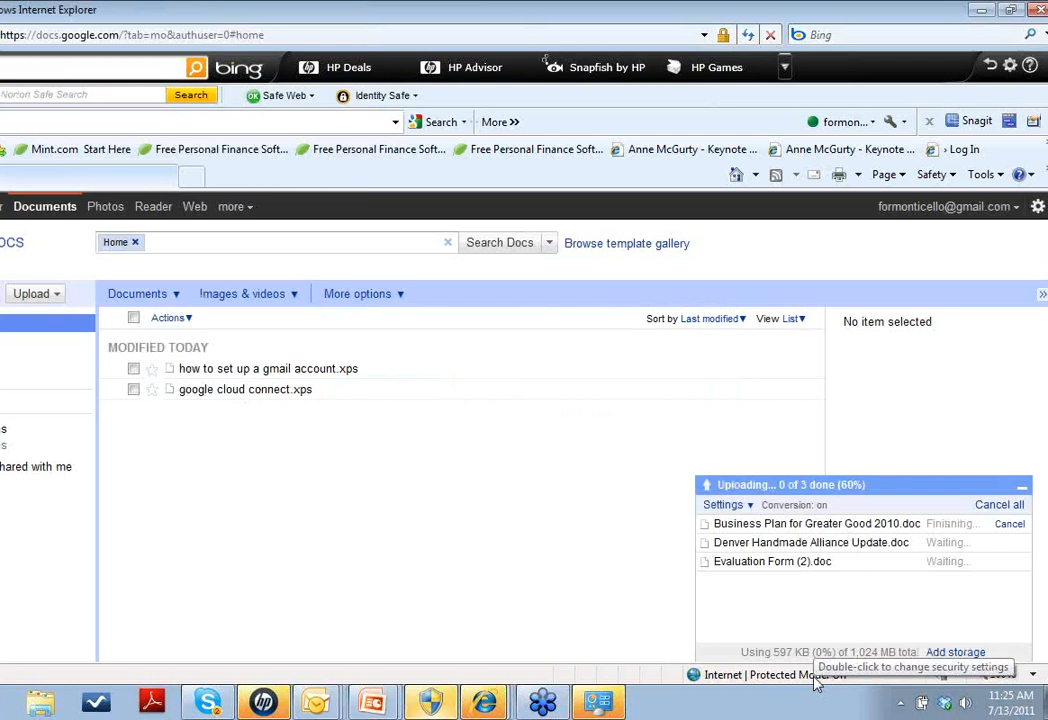 ows Internet Explorer
https://docs.google.com/?tab=mo&authuser=0#home
Bing
bing HP Deals HP Advisor Snapfish by HP HP Games
Norton Safe Search Search Safe Web Identity Safe
Search More » formon... Snagit
Mint.com Start Here Free Personal Finance Soft... Free Personal Finance Soft... Free Personal Finance Soft... Anne McGurty - Keynote ... Anne McGurty - Keynote ... › Log In
Page Safety Tools
r Documents Photos Reader Web more formonticello@gmail.com
OCS Home × Search Docs Browse template gallery
Upload Documents Images & videos More options
Actions Sort by Last modified View List No item selected
MODIFIED TODAY
how to set up a gmail account.xps
google cloud connect.xps
s
s
hared with me
Uploading... 0 of 3 done (60%)
Settings Conversion: on Cancel all
Business Plan for Greater Good 2010.doc Finishing... Cancel
Denver Handmade Alliance Update.doc Waiting...
Evaluation Form (2).doc Waiting...
Using 597 KB (0%) of 1,024 MB total Add storage
Double-click to change security settings
Internet | Protected
11:25 AM
7/13/2011